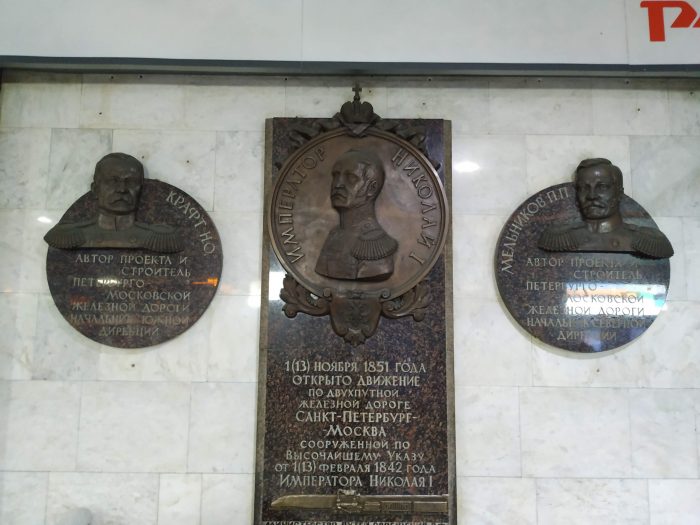 КРАФТ Н.О.
АВТОР ПРОЕКТА И
СТРОИТЕЛЬ
ПЕТЕРБУРГО
-МОСКОВСКОЙ
ЖЕЛЕЗНОЙ ДОРОГИ
НАЧАЛЬНИК ЮЖНОЙ
ДИРЕКЦИИ
ИМПЕРАТОР НИКОЛАЙ I
1(13) НОЯБРЯ 1851 ГОДА
ОТКРЫТО ДВИЖЕНИЕ
ПО ДВУХПУТНОЙ
ЖЕЛЕЗНОЙ ДОРОГЕ
САНКТ-ПЕТЕРБУРГ-
МОСКВА
СООРУЖЕННОЙ ПО
ВЫСОЧАЙШЕМУ УКАЗУ
ОТ 1(13) ФЕВРАЛЯ 1842 ГОДА
ИМПЕРАТОРА НИКОЛАЯ I
МЕЛЬНИКОВ П.П.
АВТОР ПРОЕКТА И
СТРОИТЕЛЬ
ПЕТЕРБУРГО
-МОСКОВСКОЙ
ЖЕЛЕЗНОЙ ДОРОГИ
НАЧАЛЬНИК СЕВЕРНОЙ
ДИРЕКЦИИ